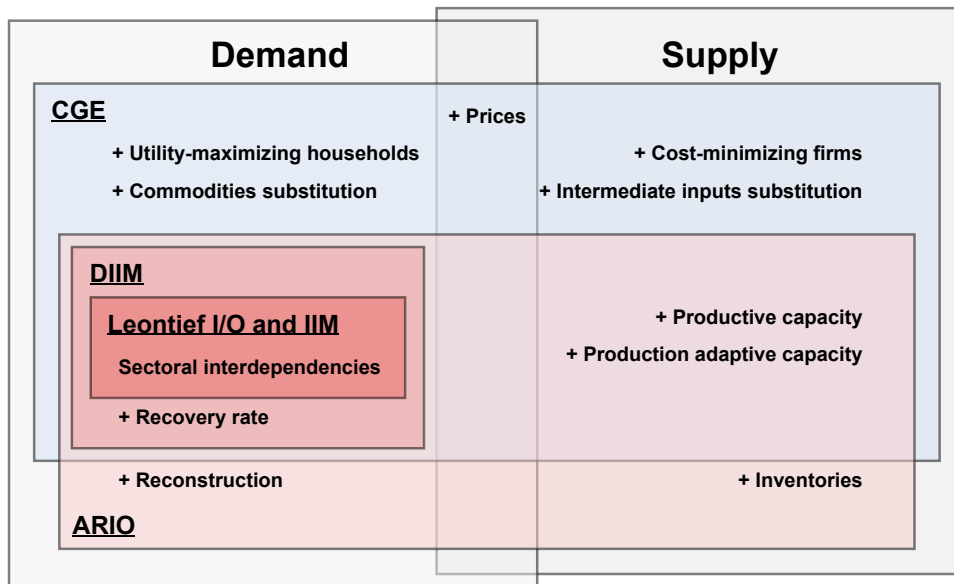 Demand
Supply
CGE
+ Prices
+ Utility-maximizing households
+ Cost-minimizing firms
+ Commodities substitution
+ Intermediate inputs substitution
DIIM
Leontief I/O and IIM
+ Productive capacity
Sectoral interdependencies
+ Production adaptive capacity
+ Recovery rate
+ Reconstruction
+ Inventories
ARIO